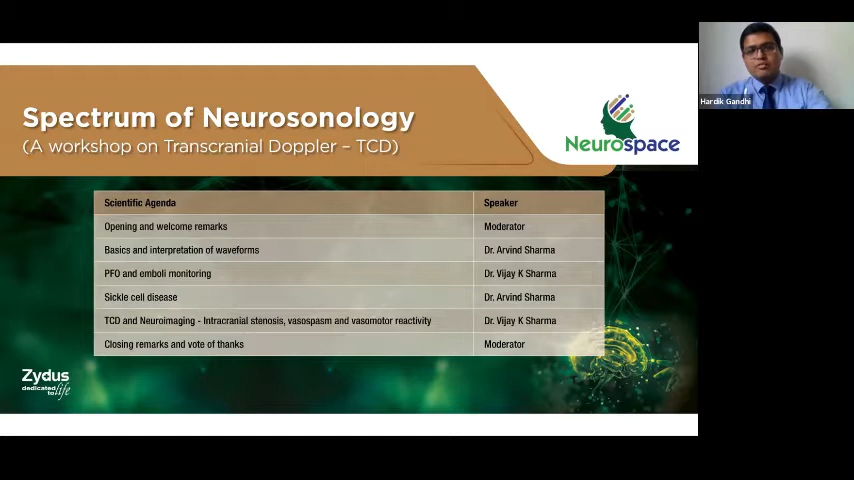 Spectrum of Neurosonology
(A workshop on Transcranial Doppler – TCD)
Neurospace
Hardik Gandhi
Scientific Agenda Speaker
Opening and welcome remarks Moderator
Basics and interpretation of waveforms Dr. Arvind Sharma
PFO and emboli monitoring Dr. Vijay K Sharma
Sickle cell disease Dr. Arvind Sharma
TCD and Neuroimaging - Intracranial stenosis, vasospasm and vasomotor reactivity Dr. Vijay K Sharma
Closing remarks and vote of thanks Moderator
Zydus
dedicated
to life